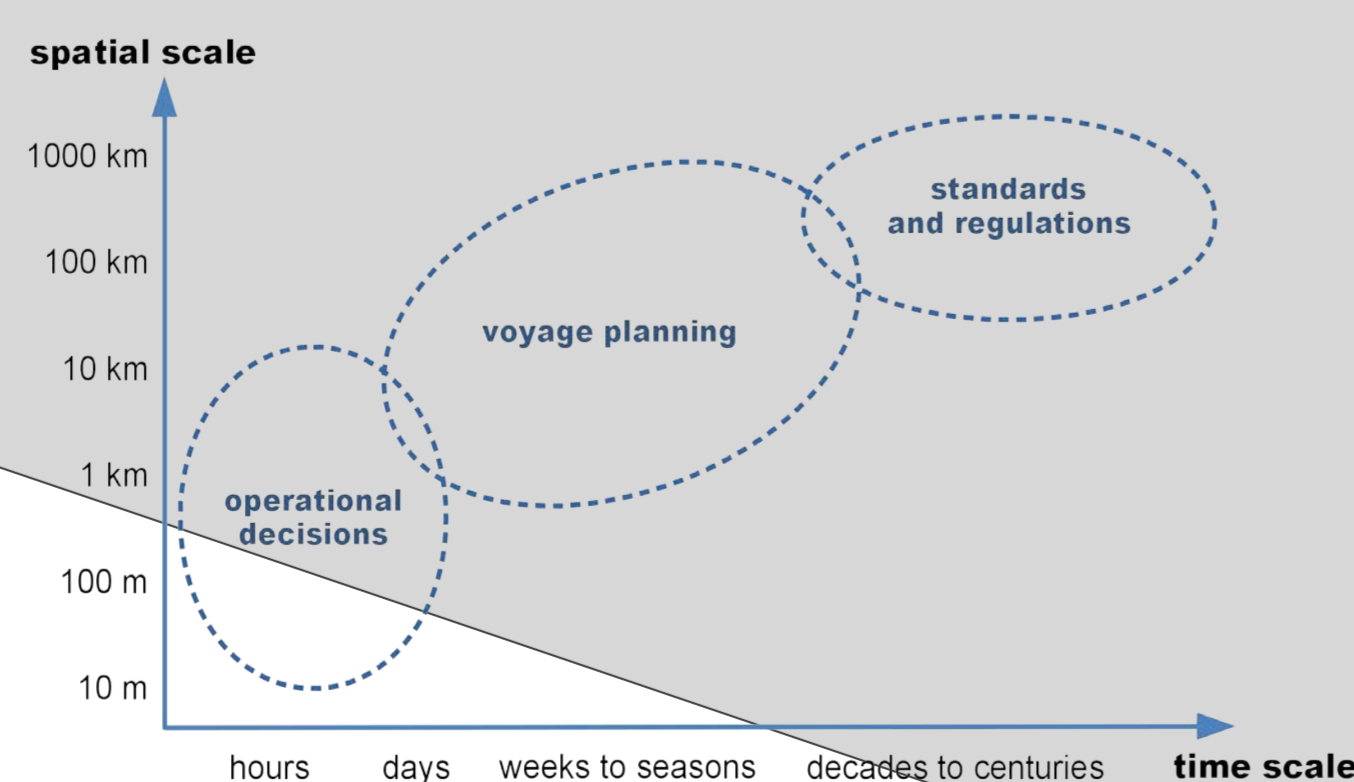 spatial scale
1000 km
standards
and regulations
100 km
voyage planning
10 km
1 km
operational
decisions
100 m
10 m
hours
days
weeks to seasons
decades to centuries
time scale